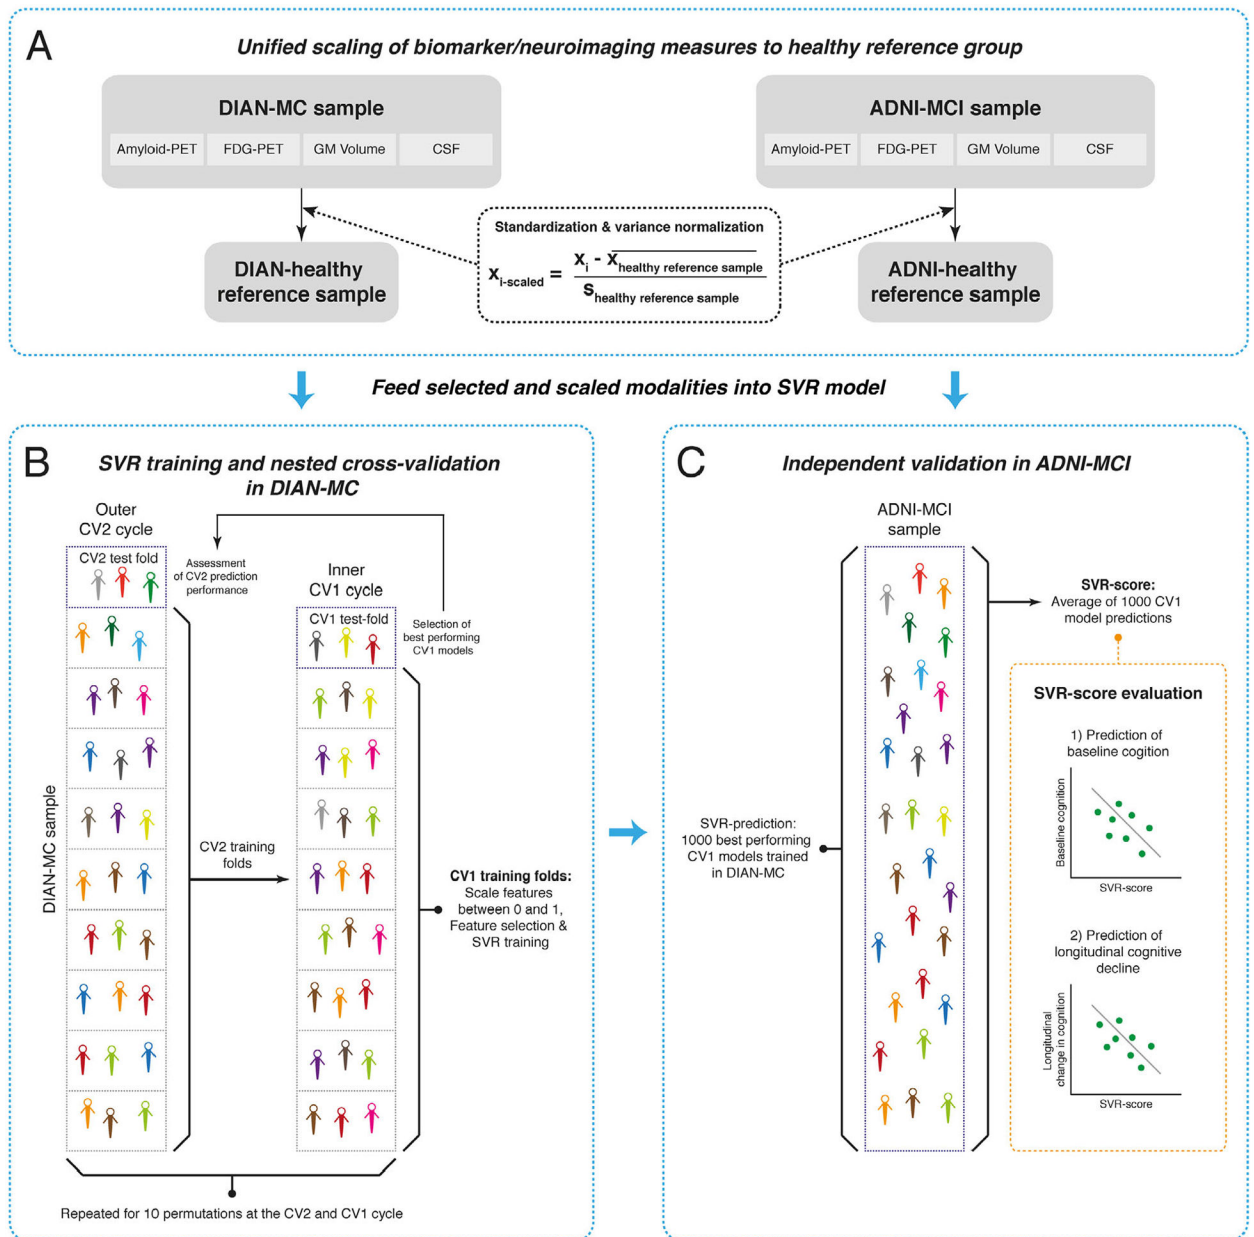 A
Unified scaling of biomarker/neuroimaging measures to healthy reference group
DIAN-MC sample
Amyloid-PET
FDG-PET
GM Volume
CSF
ADNI-MCI sample
Amyloid-PET
FDG-PET
GM Volume
CSF
Standardization & variance normalization
x i-scaled = x i - x healthy reference sample
s healthy reference sample
DIAN-healthy
reference sample
ADNI-healthy
reference sample
Feed selected and scaled modalities into SVR model
B
SVR training and nested cross-validation
in DIAN-MC
Outer
CV2 cycle
CV2 test fold
Assessment
of CV2 prediction
performance
Inner
CV1 cycle
CV1 test-fold
Selection of
best performing
CV1 models
DIAN-MC sample
CV2 training
folds
CV1 training folds:
Scale features
between 0 and 1,
Feature selection &
SVR training
Repeated for 10 permutations at the CV2 and CV1 cycle
C
Independent validation in ADNI-MCI
ADNI-MCI
sample
SVR-prediction:
1000 best performing
CV1 models trained
in DIAN-MC
SVR-score:
Average of 1000 CV1
model predictions
SVR-score evaluation
1) Prediction of
baseline cogition
Baseline cognition
SVR-score
2) Prediction of
longitudinal cognitive
decline
Longitudinal
change in cognition
SVR-score